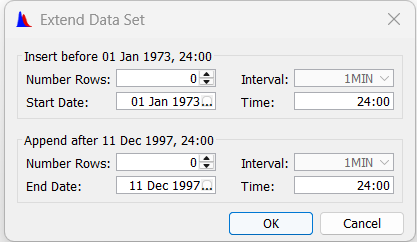 Extend Data Set
Insert before 01 Jan 1973, 24:00
Number Rows: 0 Interval: 1MIN
Start Date: 01 Jan 1973... Time: 24:00
Append after 11 Dec 1997, 24:00
Number Rows: 0 Interval: 1MIN
End Date: 11 Dec 1997... Time: 24:00
OK Cancel